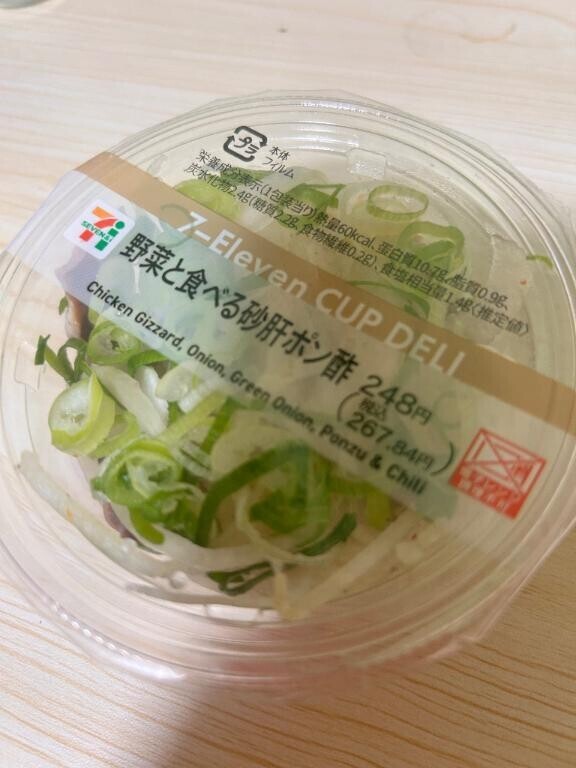 プラ
本体
フィルム
栄養成分表示(1包装当り)熱量60kcal、蛋白質10.7g、脂質0.9g、
炭水化物2.4g(糖質2.2g、食物繊維0.2g)、食塩相当量1.4g(推定値)
7-Eleven CUP DELI
7
SEVEN&i
野菜と食べる砂肝ポン酢
Chicken Gizzard, Onion, Green Onion, Ponzu & Chili
248円
(税込
267.84円)